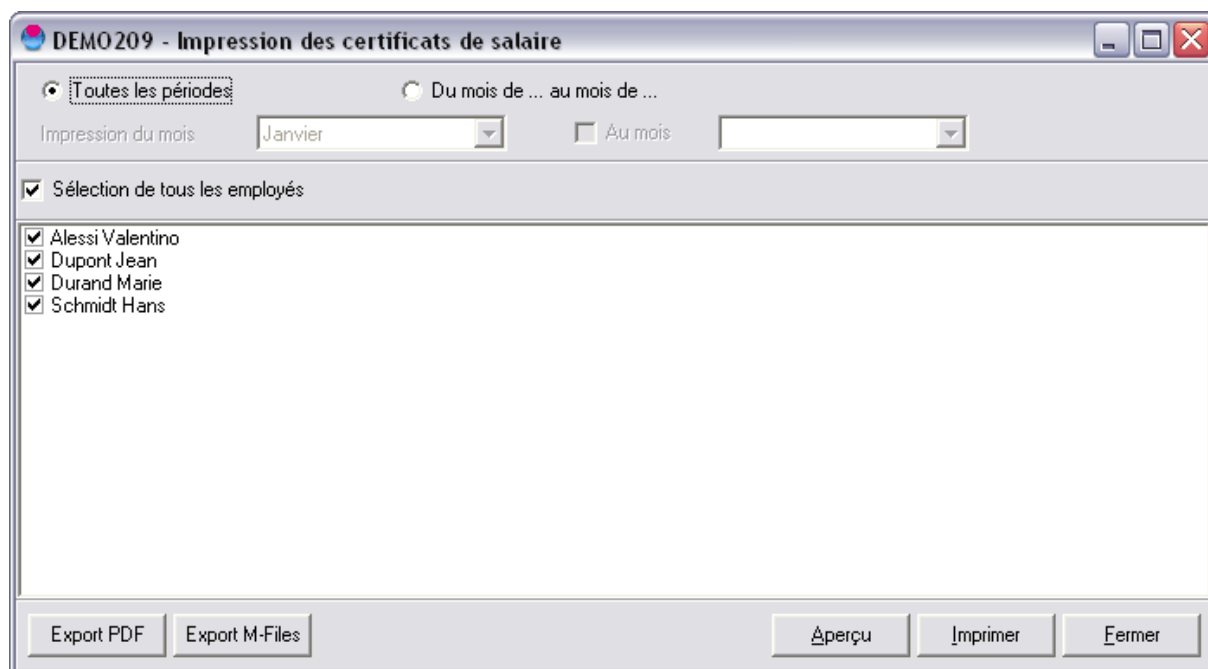 DEMO209 - Impression des certificats de salaire
Toutes les périodes Du mois de ... au mois de ...
Impression du mois Janvier Au mois
Sélection de tous les employés
Alessi Valentino
Dupont Jean
Durand Marie
Schmidt Hans
Export PDF Export M-Files Aperçu Imprimer Fermer